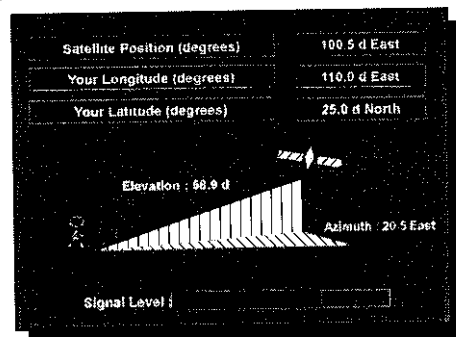 Satellite Position (degrees) 100.5 d East
Your Longitude (degrees) 110.0 d East
Your Latitude (degrees) 25.0 d North
Elevation : 58.9 d
Azimuth : 20.5 East
Signal Level :